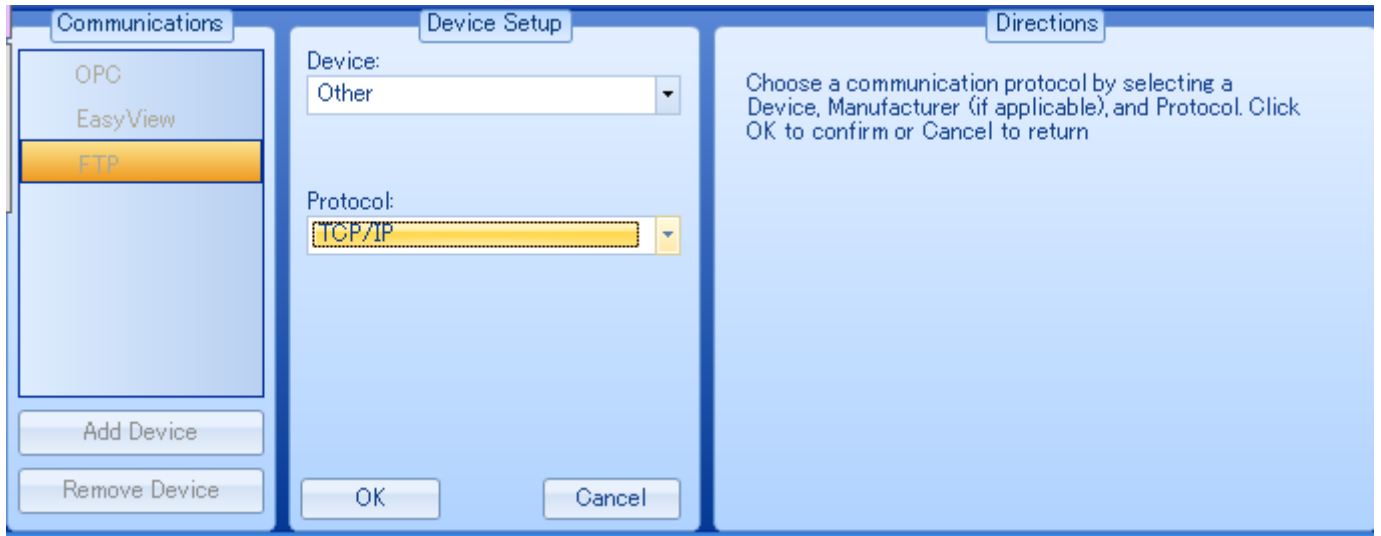 Communications
OPC
EasyView
FTP
Add Device
Remove Device
Device Setup
Device:
Other
Protocol:
TCP/IP
OK
Cancel
Directions
Choose a communication protocol by selecting a
Device, Manufacturer (if applicable), and Protocol. Click
OK to confirm or Cancel to return